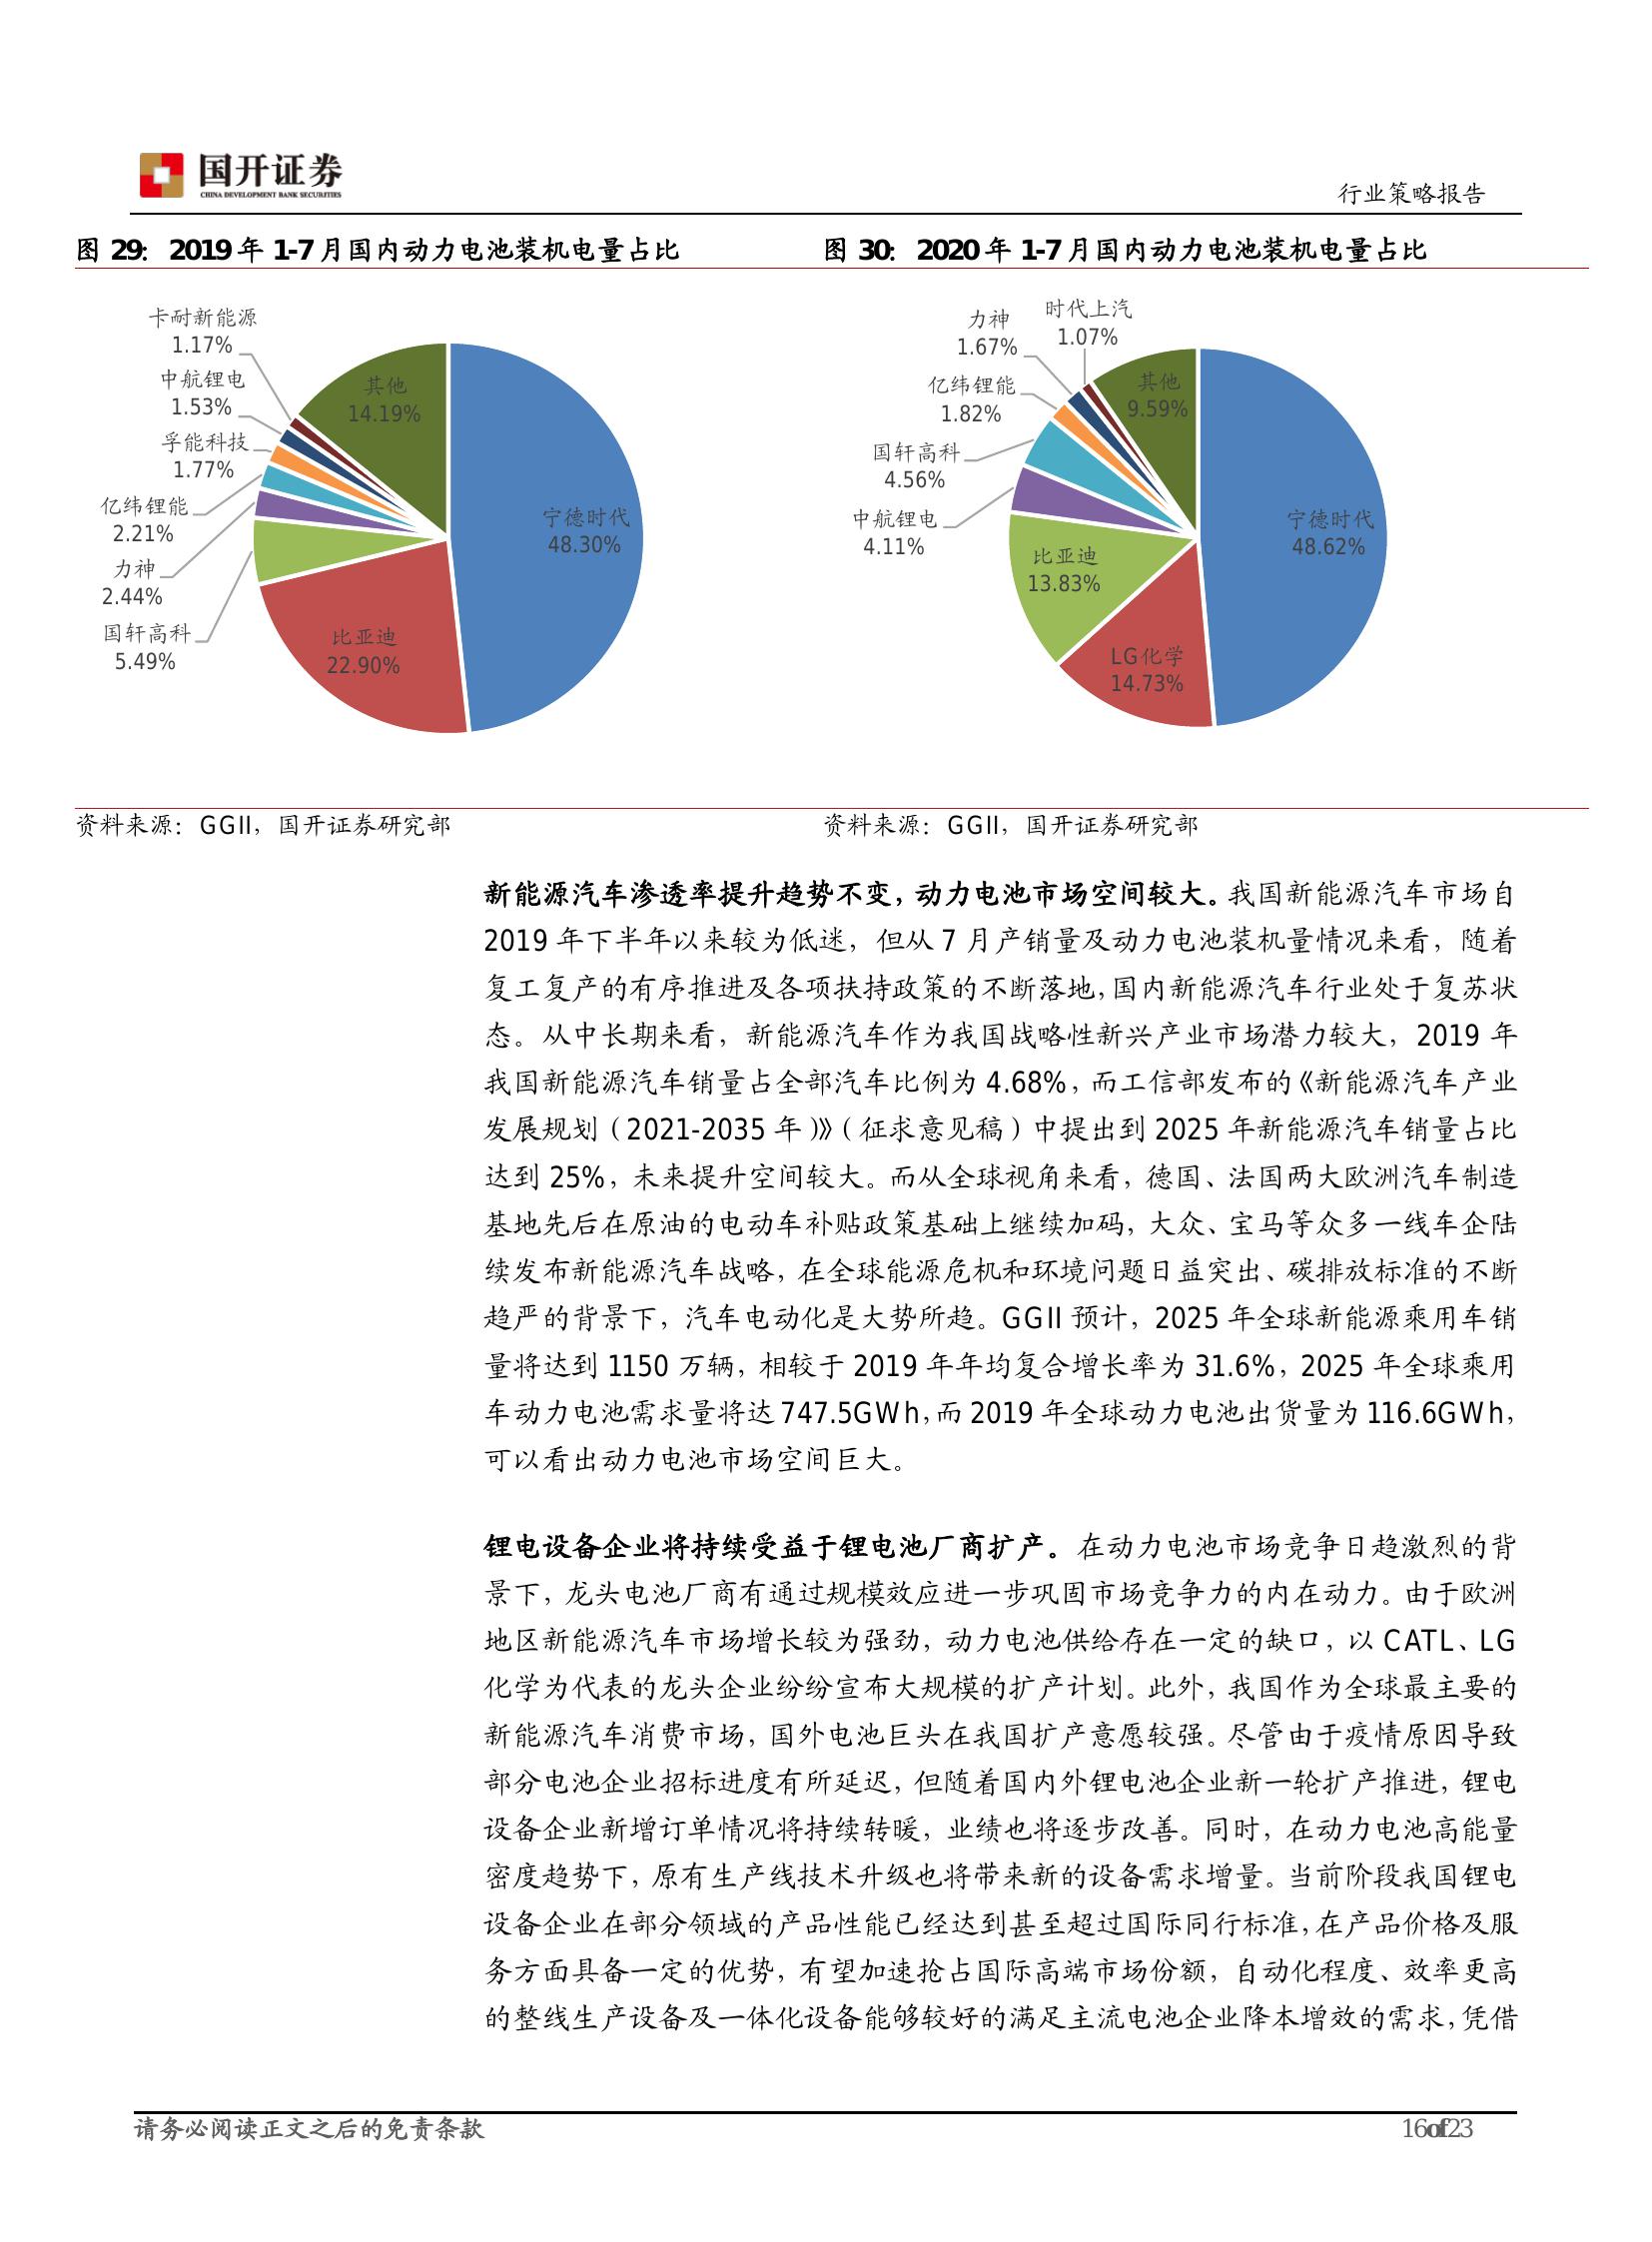 国开证券
CHINA DEVELOPMENT BANK SECURITIES
行业策略报告
图 29： 2019 年 1-7 月国内动力电池装机电量占比
图 30： 2020 年 1-7 月国内动力电池装机电量占比
卡耐新能源
1.17%
中航锂电
1.53%
孚能科技
1.77%
亿纬锂能
2.21%
力神
2.44%
国轩高科
5.49%
其他
14.19%
宁德时代
48.30%
比亚迪
22.90%
时代上汽
1.07%
力神
1.67%
亿纬锂能
1.82%
国轩高科
4.56%
中航锂电
4.11%
其他
9.59%
宁德时代
48.62%
比亚迪
13.83%
LG化学
14.73%
资料来源：GGII，国开证券研究部
资料来源：GGII，国开证券研究部
新能源汽车渗透率提升趋势不变，动力电池市场空间较大。我国新能源汽车市场自
2019 年下半年以来较为低迷，但从 7 月产销量及动力电池装机量情况来看，随着
复工复产的有序推进及各项扶持政策的不断落地，国内新能源汽车行业处于复苏状
态。从中长期来看，新能源汽车作为我国战略性新兴产业市场潜力较大，2019 年
我国新能源汽车销量占全部汽车比例为 4.68%，而工信部发布的《新能源汽车产业
发展规划（2021-2035 年）》（征求意见稿）中提出到 2025 年新能源汽车销量占比
达到 25%，未来提升空间较大。而从全球视角来看，德国、法国两大欧洲汽车制造
基地先后在原油的电动车补贴政策基础上继续加码，大众、宝马等众多一线车企陆
续发布新能源汽车战略，在全球能源危机和环境问题日益突出、碳排放标准的不断
趋严的背景下，汽车电动化是大势所趋。GGII 预计，2025 年全球新能源乘用车销
量将达到 1150 万辆，相较于 2019 年年均复合增长率为 31.6%，2025 年全球乘用
车动力电池需求量将达 747.5GWh，而 2019 年全球动力电池出货量为 116.6GWh，
可以看出动力电池市场空间巨大。
锂电设备企业将持续受益于锂电池厂商扩产。在动力电池市场竞争日趋激烈的背
景下，龙头电池厂商有通过规模效应进一步巩固市场竞争力的内在动力。由于欧洲
地区新能源汽车市场增长较为强劲，动力电池供给存在一定的缺口，以 CATL、LG
化学为代表的龙头企业纷纷宣布大规模的扩产计划。此外，我国作为全球最主要的
新能源汽车消费市场，国外电池巨头在我国扩产意愿较强。尽管由于疫情原因导致
部分电池企业招标进度有所延迟，但随着国内外锂电池企业新一轮扩产推进，锂电
设备企业新增订单情况将持续转暖，业绩也将逐步改善。同时，在动力电池高能量
密度趋势下，原有生产线技术升级也将带来新的设备需求增量。当前阶段我国锂电
设备企业在部分领域的产品性能已经达到甚至超过国际同行标准，在产品价格及服
务方面具备一定的优势，有望加速抢占国际高端市场份额，自动化程度、效率更高
的整线生产设备及一体化设备能够较好的满足主流电池企业降本增效的需求，凭借
请务必阅读正文之后的免责条款
16of23